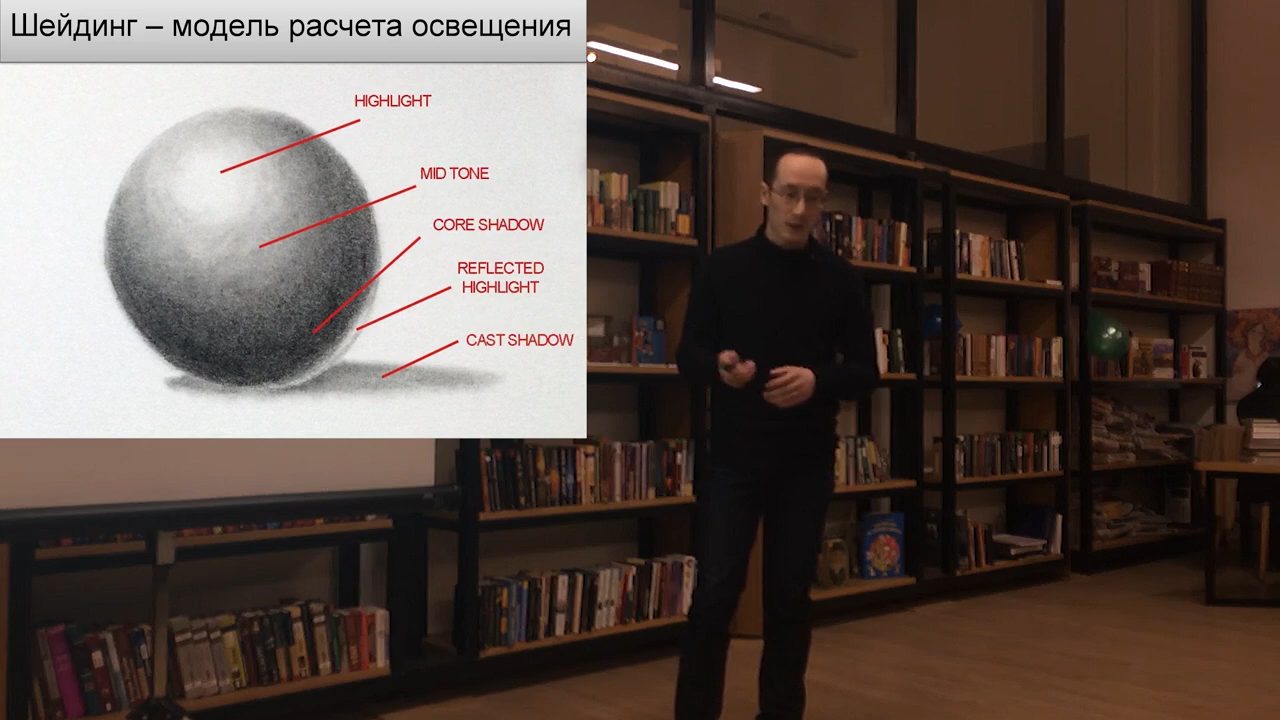 Шейдинг – модель расчета освещения
HIGHLIGHT
MID TONE
CORE SHADOW
REFLECTED
HIGHLIGHT
CAST SHADOW